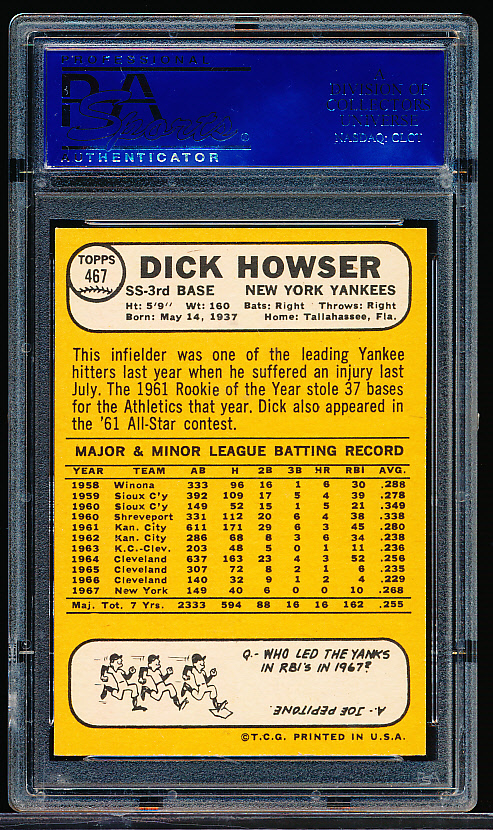 PROFESSIONAL
PSA
Sports
AUTHENTICATOR
A
DIVISION OF
COLLECTORS
UNIVERSE
NASDAQ: CLCT
TOPPS
467
DICK HOWSER
SS-3rd BASE NEW YORK YANKEES
Ht: 5'9'' Wt: 160 Bats: Right Throws: Right
Born: May 14, 1937 Home: Tallahassee, Fla.
This infielder was one of the leading Yankee
hitters last year when he suffered an injury last
July. The 1961 Rookie of the Year stole 37 bases
for the Athletics that year. Dick also appeared in
the '61 All-Star contest.
MAJOR & MINOR LEAGUE BATTING RECORD
YEAR TEAM AB H 2B 3B HR RBI AVG.
1958 Winona 333 96 16 1 6 30 .288
1959 Sioux C'y 392 109 17 5 4 39 .278
1960 Sioux C'y 149 52 15 1 5 21 .349
1960 Shreveport 331 112 20 6 4 38 .338
1961 Kan. City 611 171 29 6 3 45 .280
1962 Kan. City 286 68 8 3 6 34 .238
1963 K.C.-Clev. 203 48 5 0 1 11 .236
1964 Cleveland 637 163 23 4 3 52 .256
1965 Cleveland 307 72 8 2 1 6 .235
1966 Cleveland 140 32 9 1 2 4 .229
1967 New York 149 40 6 0 0 10 .268
Maj. Tot. 7 Yrs. 2333 594 88 16 16 162 .255
Q.- WHO LED THE YANKS
IN RBI'S IN 1967?
A.- JOE PEPITONE.
©T.C.G. PRINTED IN U.S.A.